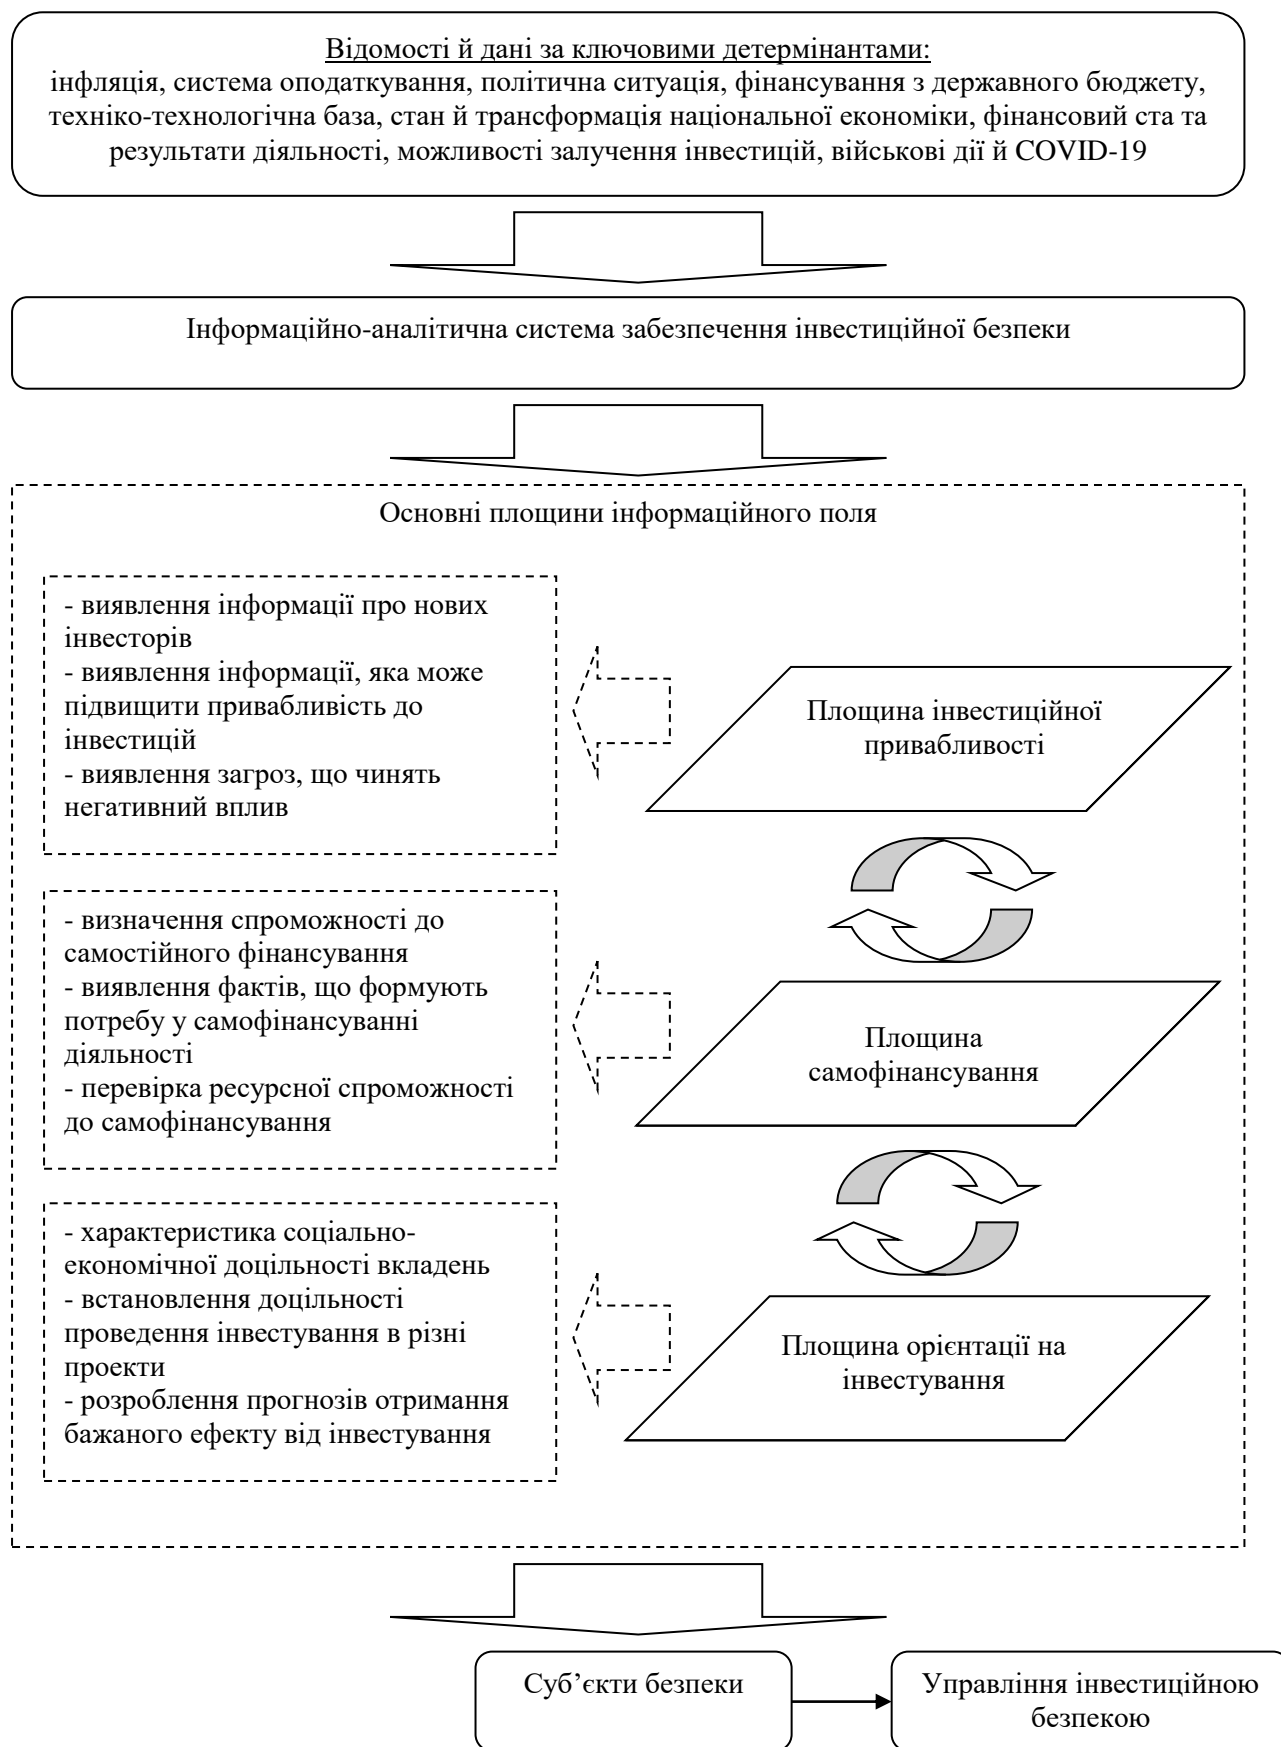 Відомості й дані за ключовими детермінантами:
інфляція, система оподаткування, політична ситуація, фінансування з державного бюджету,
техніко-технологічна база, стан й трансформація національної економіки, фінансовий ста та
результати діяльності, можливості залучення інвестицій, військові дії й COVID-19
Інформаційно-аналітична система забезпечення інвестиційної безпеки
Основні площини інформаційного поля
- виявлення інформації про нових
інвесторів
- виявлення інформації, яка може
підвищити привабливість до
інвестицій
- виявлення загроз, що чинять
негативний вплив
Площина інвестиційної
привабливості
- визначення спроможності до
самостійного фінансування
- виявлення фактів, що формують
потребу у самофінансуванні
діяльності
- перевірка ресурсної спроможності
до самофінансування
Площина
самофінансування
- характеристика соціально-
економічної доцільності вкладень
- встановлення доцільності
проведення інвестування в різні
проекти
- розроблення прогнозів отримання
бажаного ефекту від інвестування
Площина орієнтації на
інвестування
Суб’єкти безпеки
Управління інвестиційною
безпекою